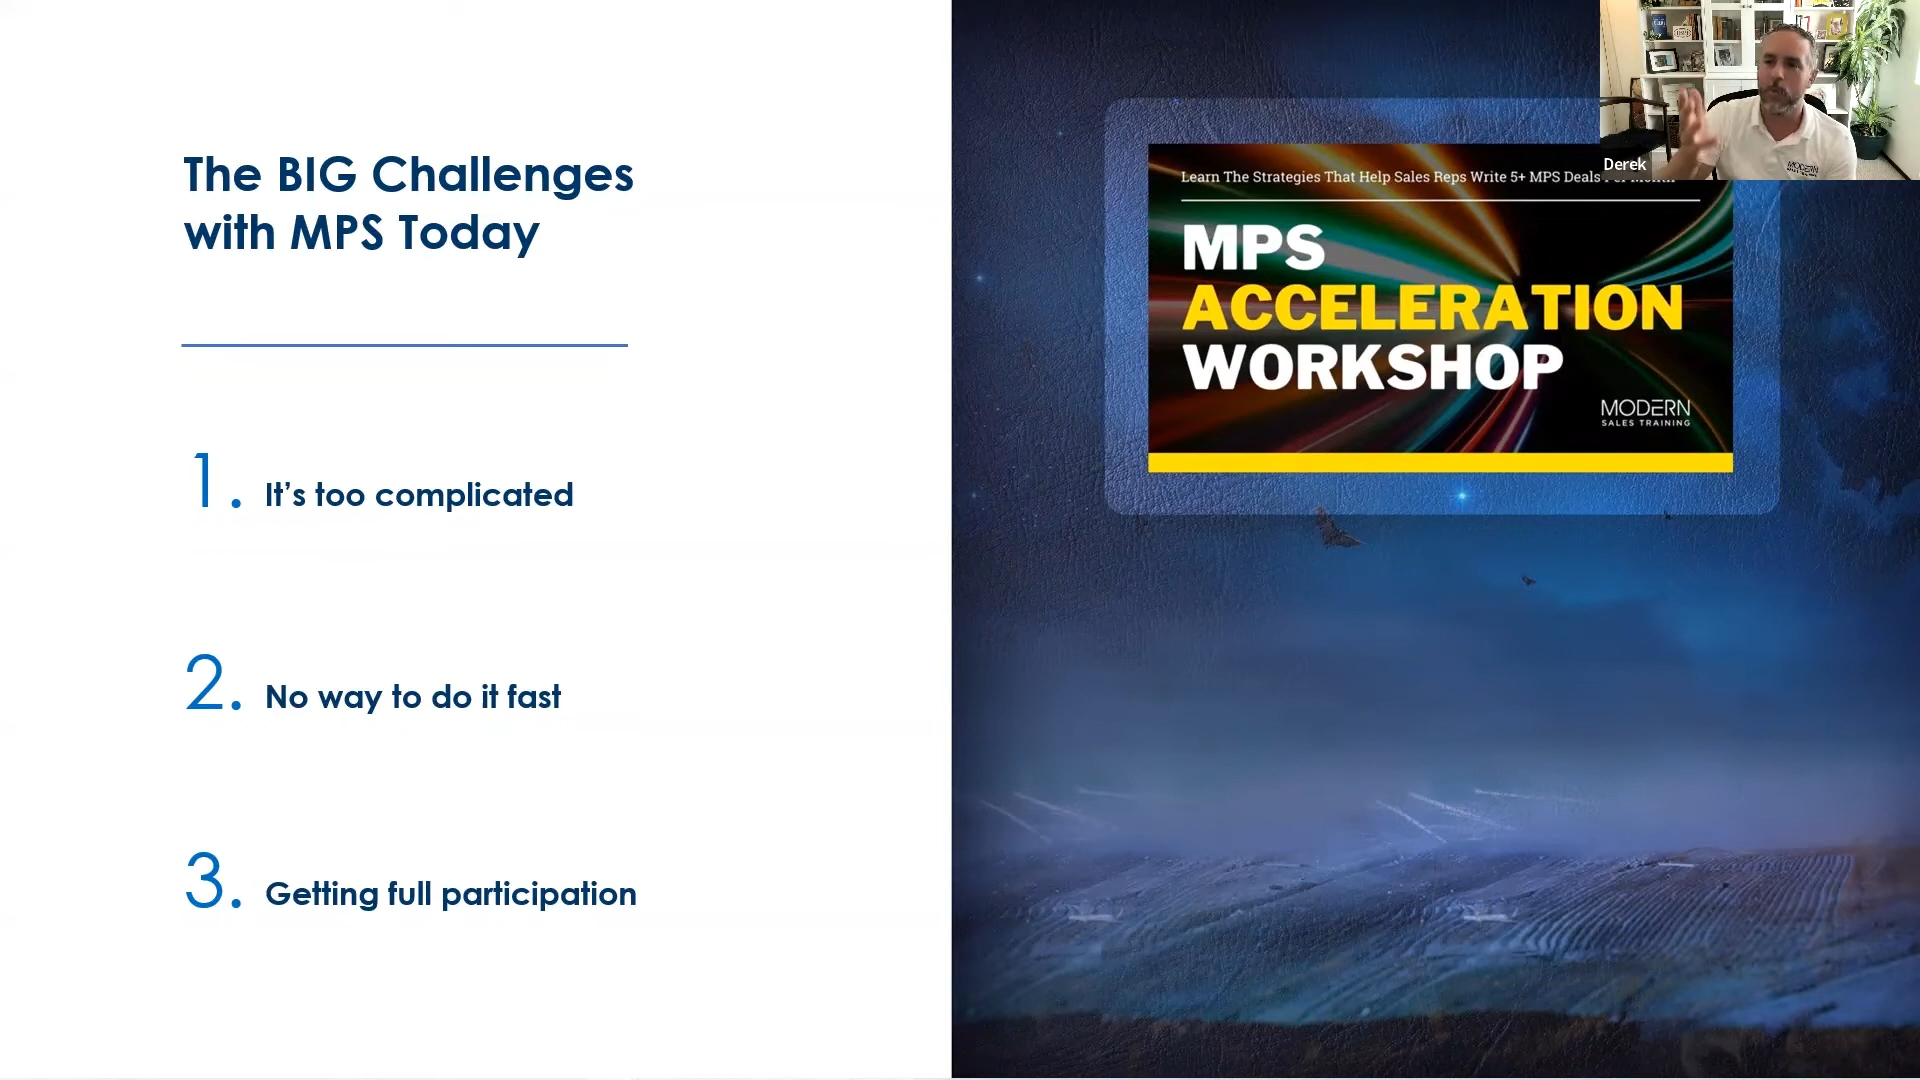 The BIG Challenges
with MPS Today
1. It’s too complicated
2. No way to do it fast
3. Getting full participation
Learn The Strategies That Help Sales Reps Write 5+ MPS Deals
MPS
ACCELERATION
WORKSHOP
MODERN
SALES TRAINING
Derek
MODERN